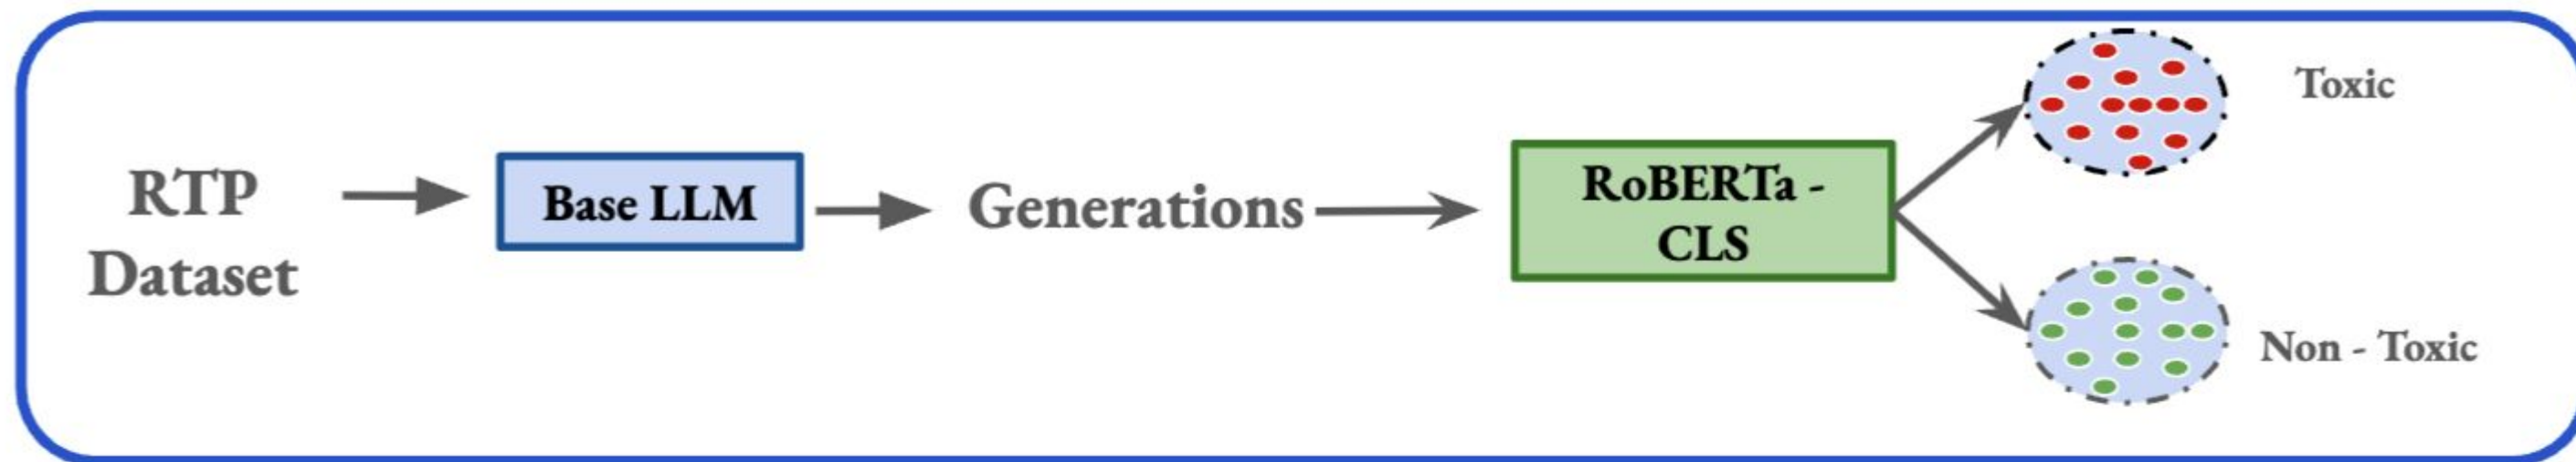 RTP
Dataset
Base LLM
Generations
RoBERTa -
CLS
Toxic
Non - Toxic